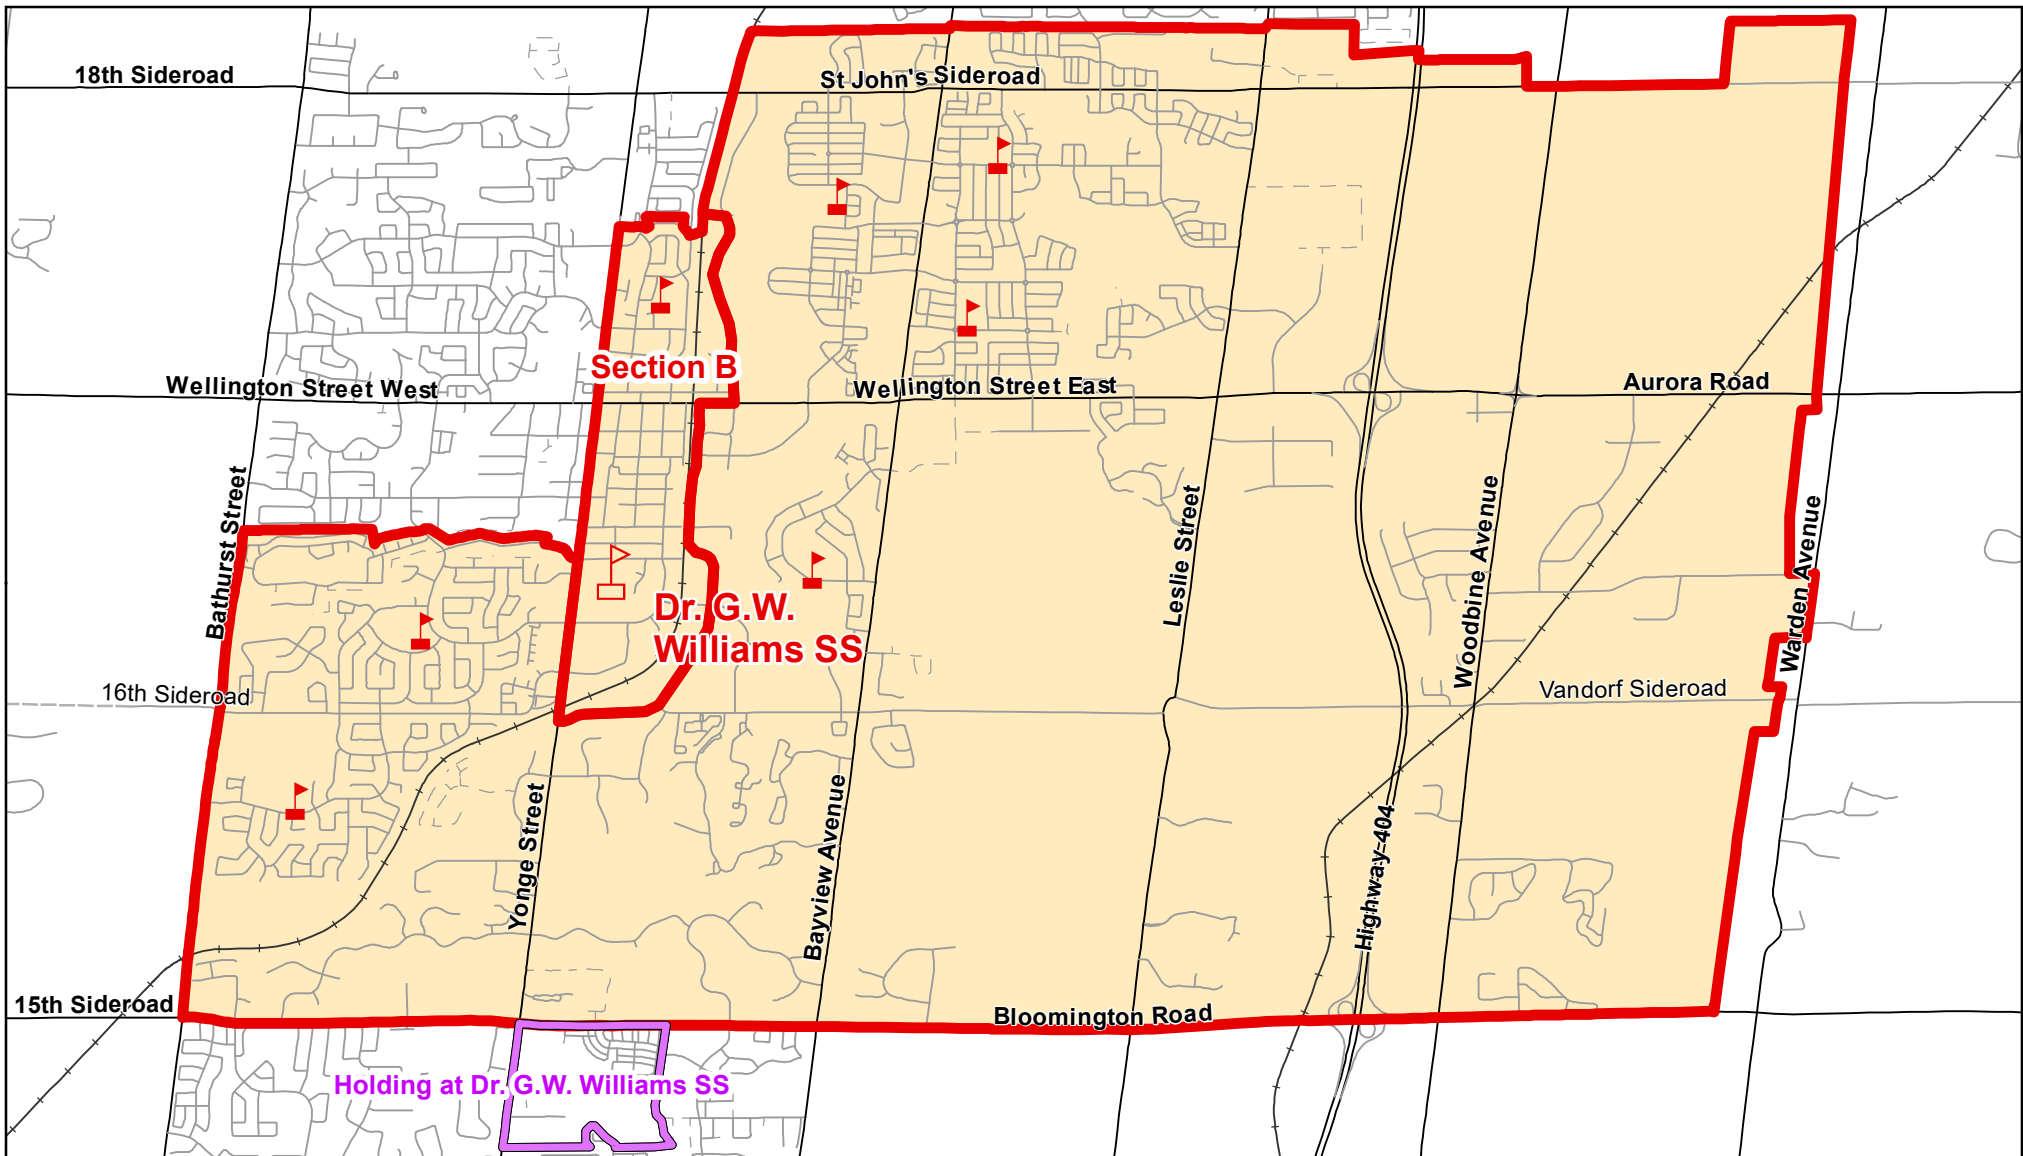 18th Sideroad
St John's Sideroad
Section B
Wellington Street West
Wellington Street East
Aurora Road
Bathurst Street
Leslie Street
Woodbine Avenue
Warden Avenue
Dr. G.W.
Williams SS
16th Sideroad
Vandorf Sideroad
Yonge Street
Bayview Avenue
Highway 404
15th Sideroad
Bloomington Road
Holding at Dr. G.W. Williams SS